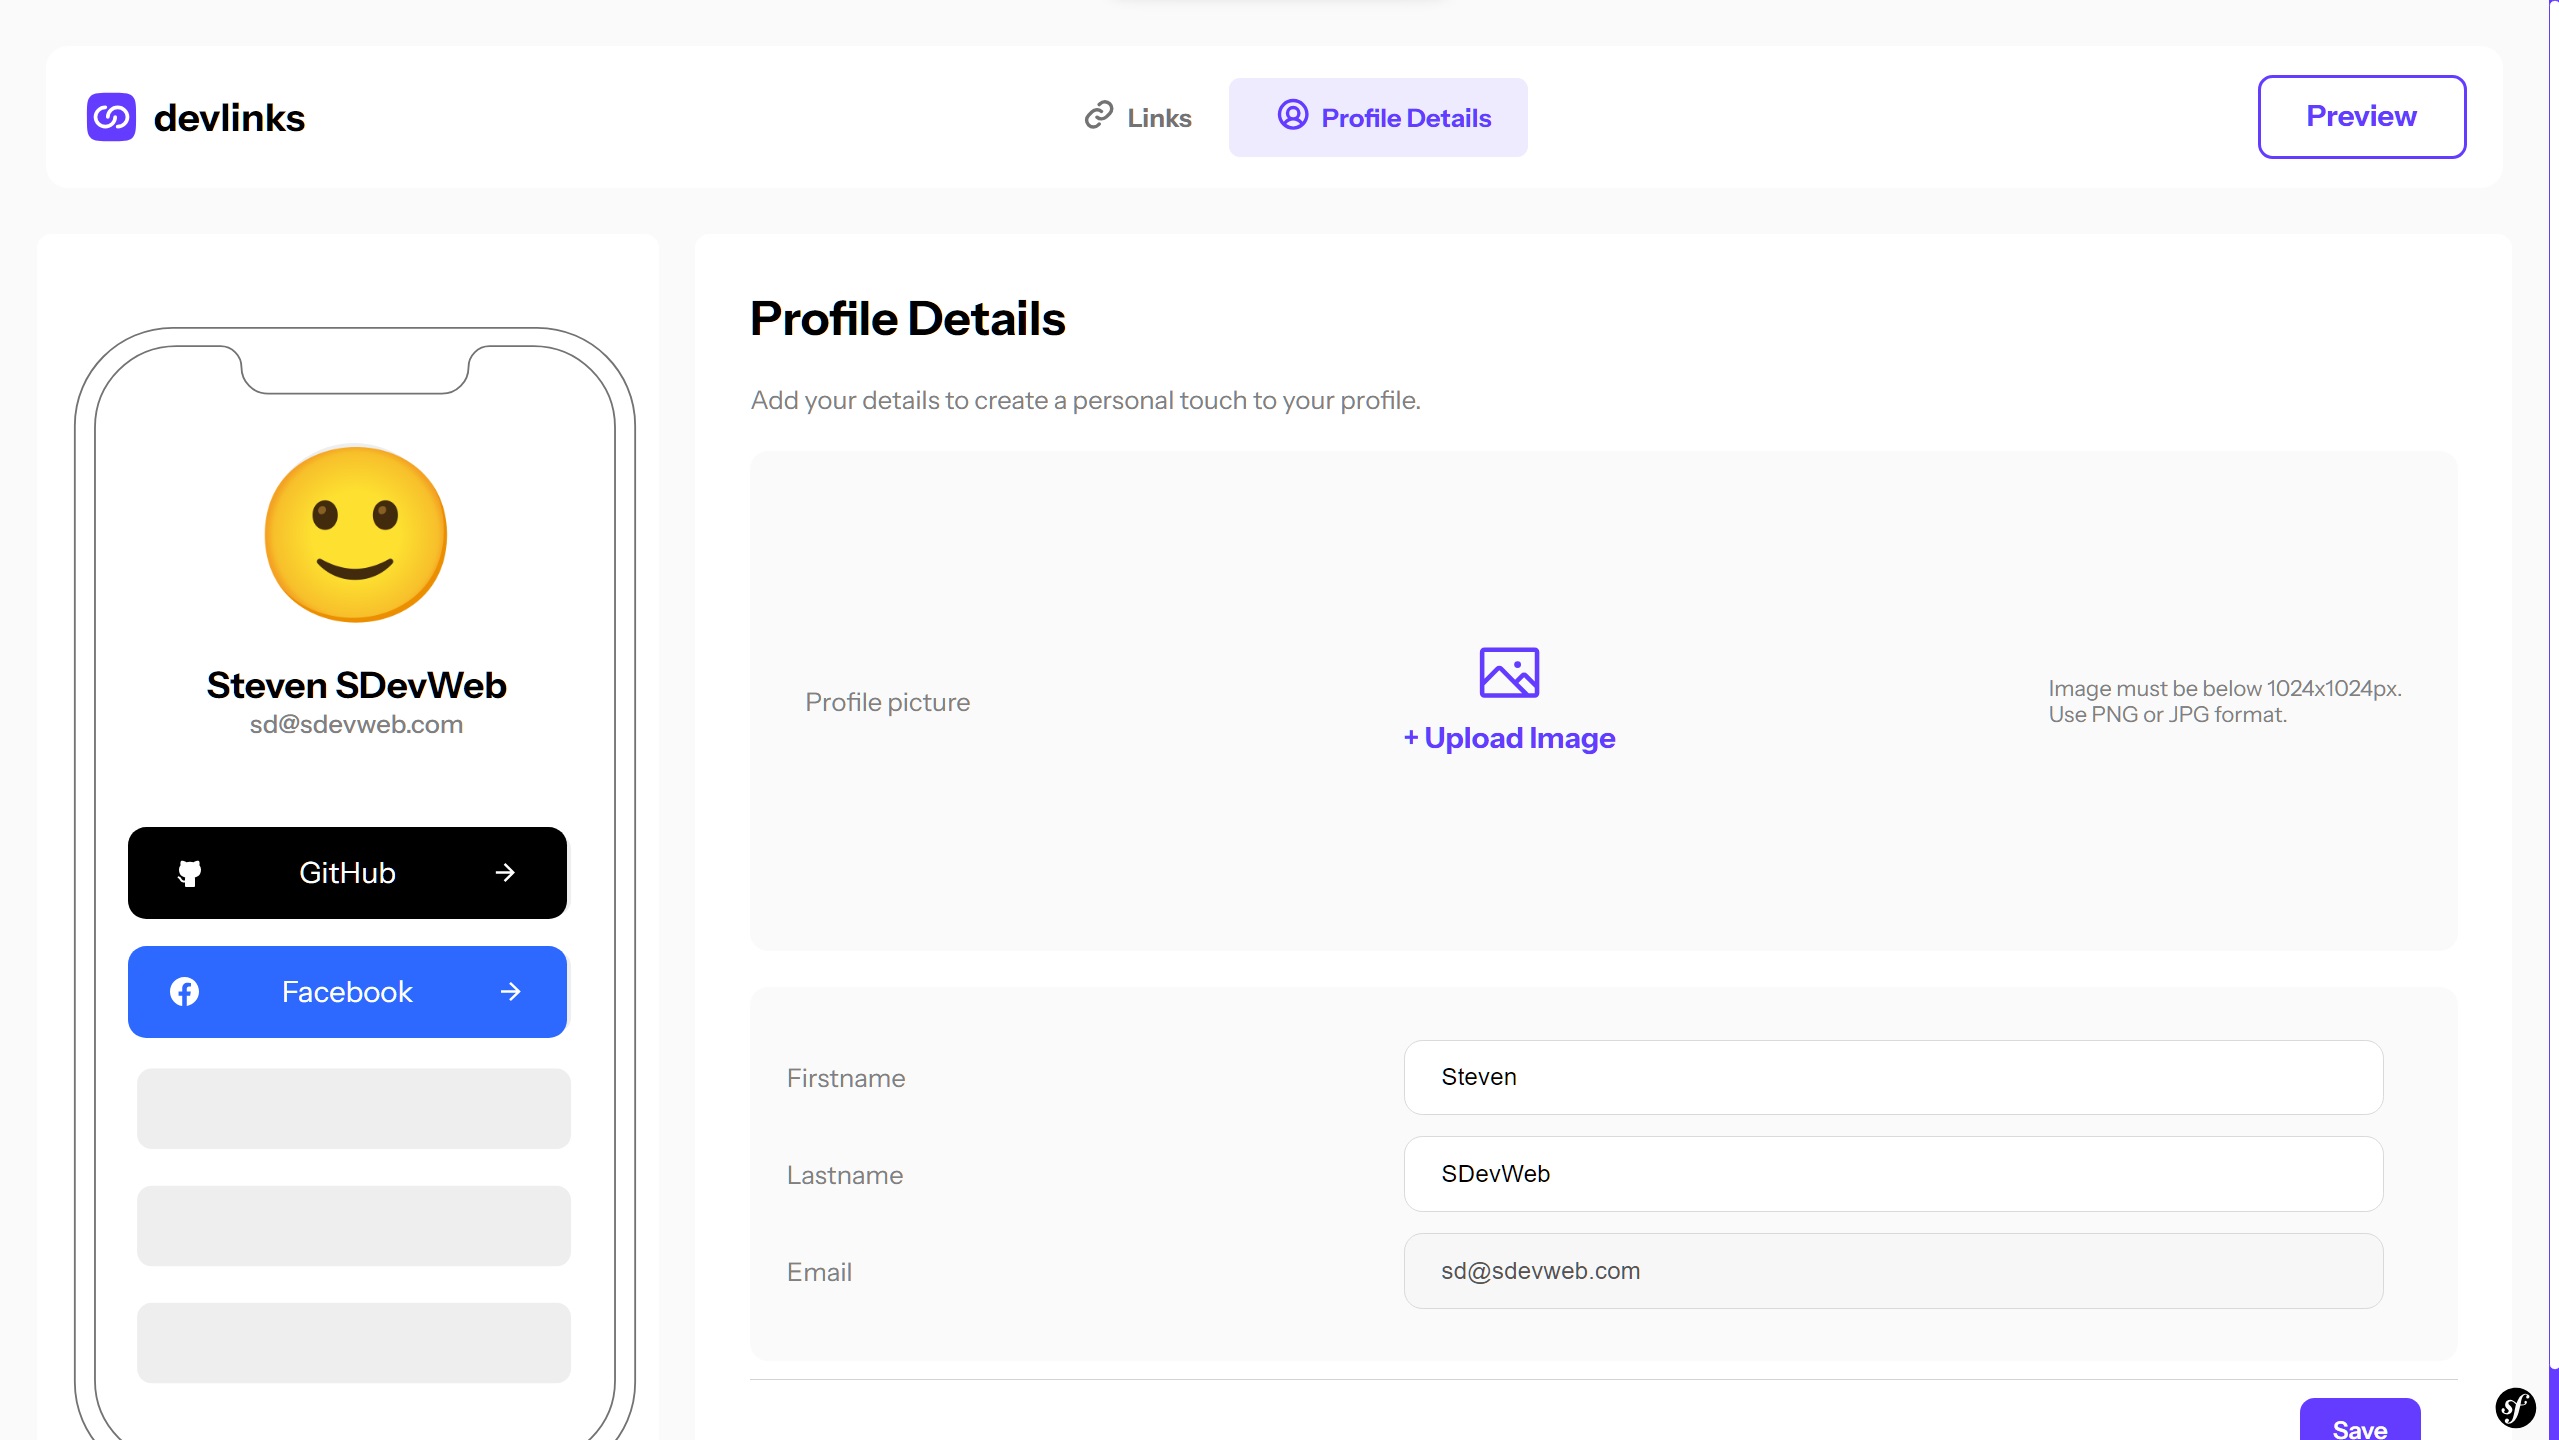 devlinks
Links
Profile Details
Preview
Steven SDevWeb
sd@sdevweb.com
GitHub
Facebook
Profile Details
Add your details to create a personal touch to your profile.
Profile picture
+ Upload Image
Image must be below 1024x1024px.
Use PNG or JPG format.
Firstname
Steven
Lastname
SDevWeb
Email
sd@sdevweb.com
Save
sf